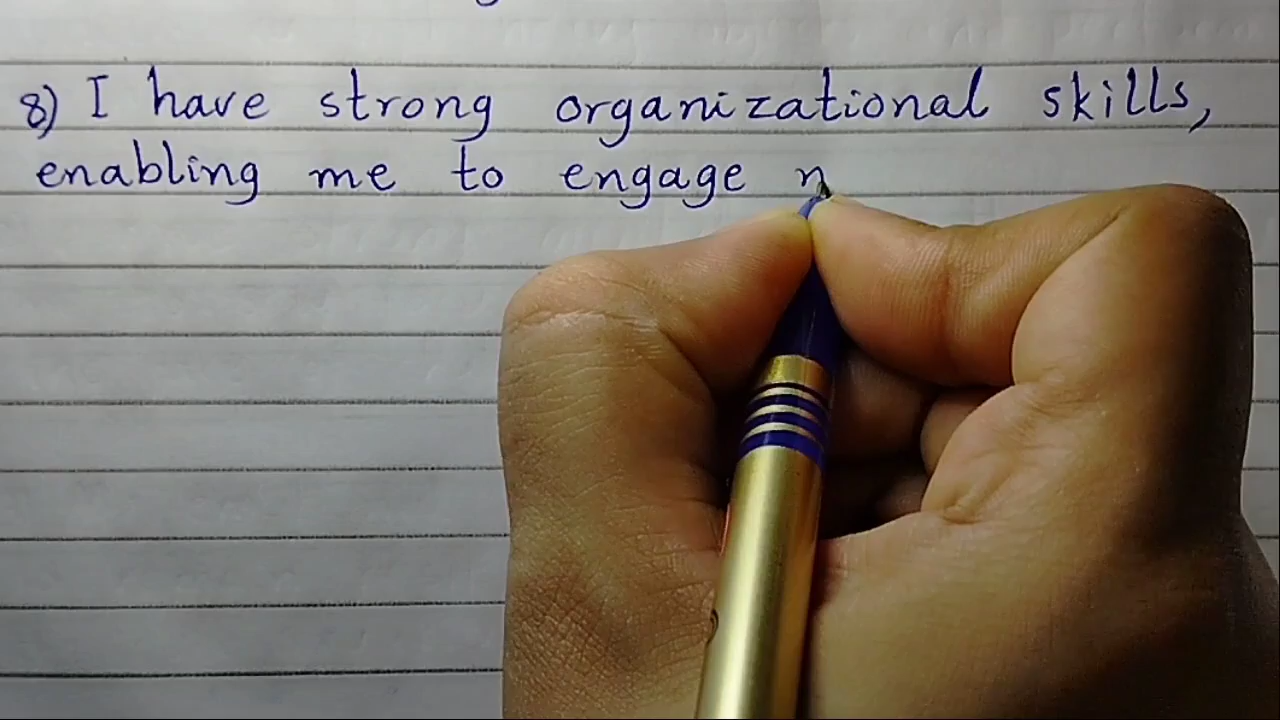 8) I have strong organizational skills,
enabling me to engage